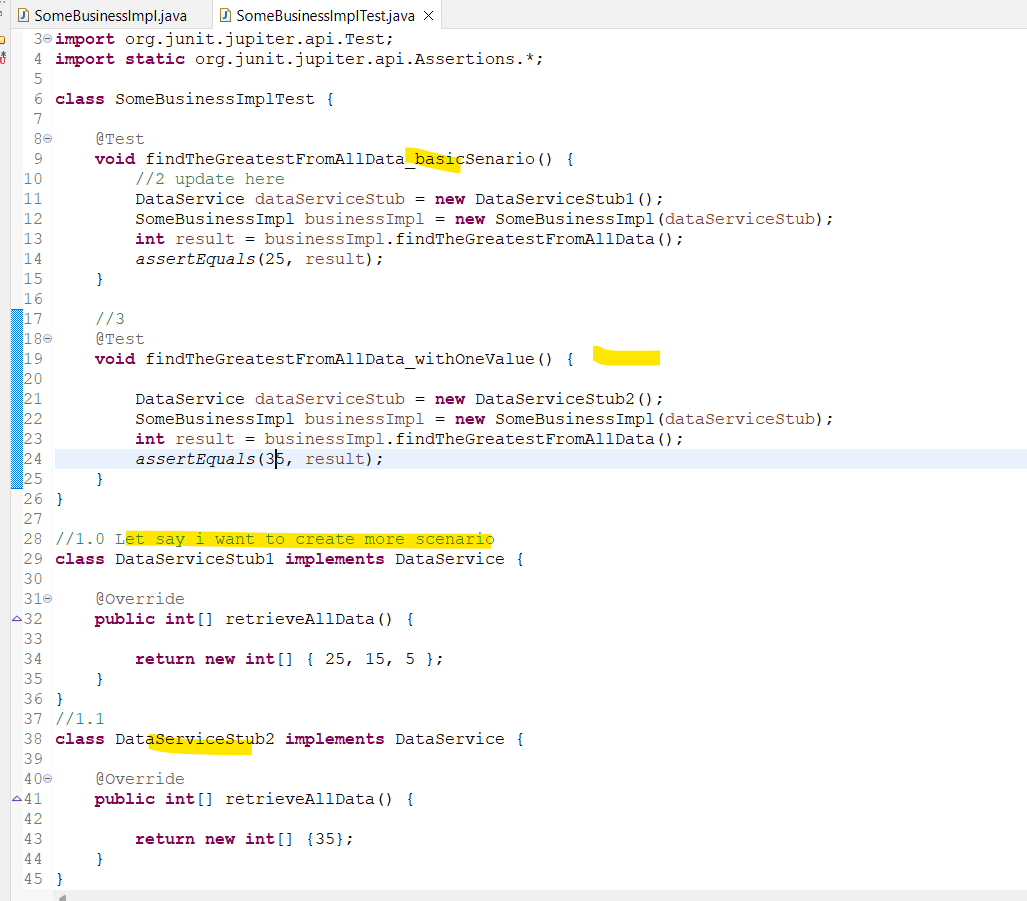 SomeBusinessImpl.java SomeBusinessImplTest.java
3 import org.junit.jupiter.api.Test;
4 import static org.junit.jupiter.api.Assertions.*;
5
6 class SomeBusinessImplTest {
7
8 @Test
9 void findTheGreatestFromAllData_basicSenario() {
10 //2 update here
11 DataService dataServiceStub = new DataServiceStub1();
12 SomeBusinessImpl businessImpl = new SomeBusinessImpl(dataServiceStub);
13 int result = businessImpl.findTheGreatestFromAllData();
14 assertEquals(25, result);
15 }
16
17 //3
18 @Test
19 void findTheGreatestFromAllData_withOneValue() {
20
21 DataService dataServiceStub = new DataServiceStub2();
22 SomeBusinessImpl businessImpl = new SomeBusinessImpl(dataServiceStub);
23 int result = businessImpl.findTheGreatestFromAllData();
24 assertEquals(35, result);
25 }
26 }
27
28 //1.0 Let say i want to create more scenario
29 class DataServiceStub1 implements DataService {
30
31 @Override
32 public int[] retrieveAllData() {
33
34 return new int[] { 25, 15, 5 };
35 }
36 }
37 //1.1
38 class DataServiceStub2 implements DataService {
39
40 @Override
41 public int[] retrieveAllData() {
42
43 return new int[] {35};
44 }
45 }